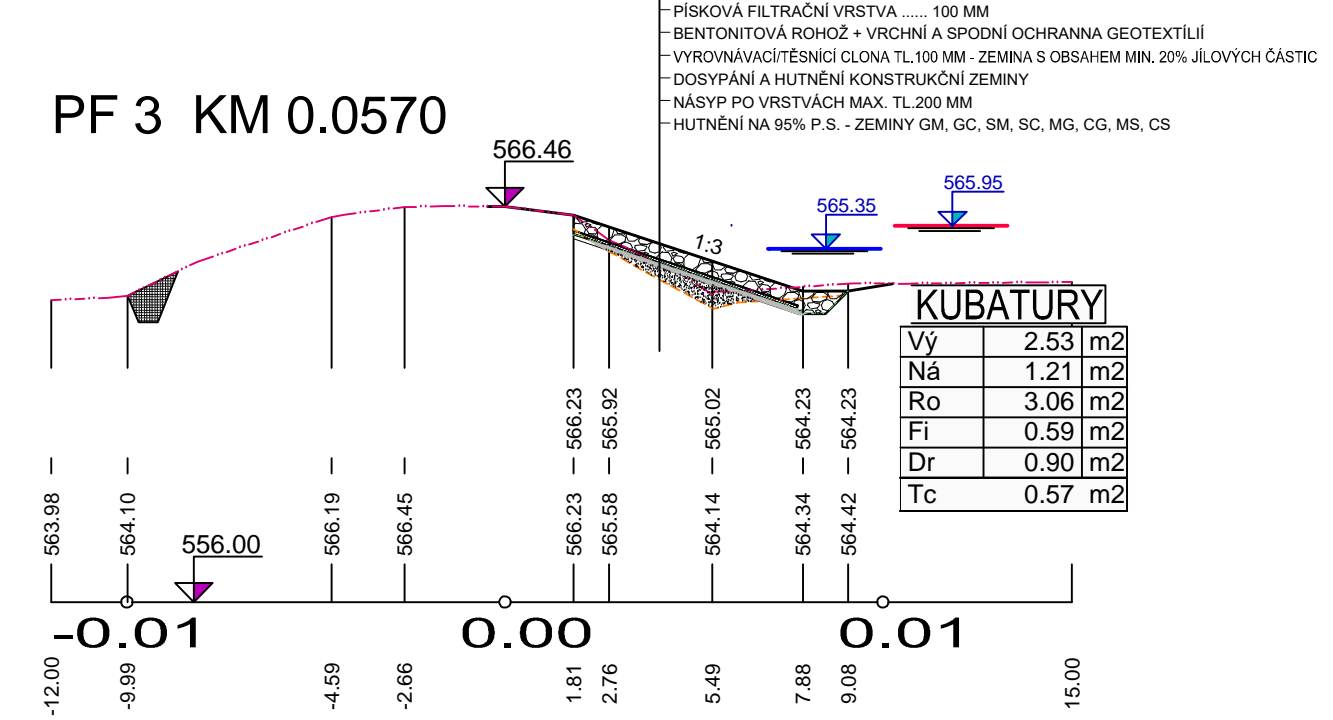 PÍSKOVÁ FILTRAČNÍ VRSTVA ...... 100 MM
BENTONITOVÁ ROHOŽ + VRCHNÍ A SPODNÍ OCHRANNA GEOTEXTÍLIÍ
VYROVNÁVACÍ/TĚSNÍCÍ CLONA TL.100 MM - ZEMINA S OBSAHEM MIN. 20% JÍLOVÝCH ČÁSTIC
DOSYPÁNÍ A HUTNĚNÍ KONSTRUKČNÍ ZEMINY
NÁSYP PO VRSTVÁCH MAX. TL.200 MM
HUTNĚNÍ NA 95% P.S. - ZEMINY GM, GC, SM, SC, MG, CG, MS, CS
PF 3 KM 0.0570
566.46
565.95
565.35
1:3
KUBATURY
Vý 2.53 m2
Ná 1.21 m2
Ro 3.06 m2
Fi 0.59 m2
Dr 0.90 m2
Tc 0.57 m2
566.23 565.92 565.02 564.23 564.23
563.98 564.10 566.19 566.45 566.23 565.58 564.14 564.34 564.42
556.00
-0.01 0.00 0.01
-12.00 -9.99 -4.59 -2.66 1.81 2.76 5.49 7.88 9.08 15.00